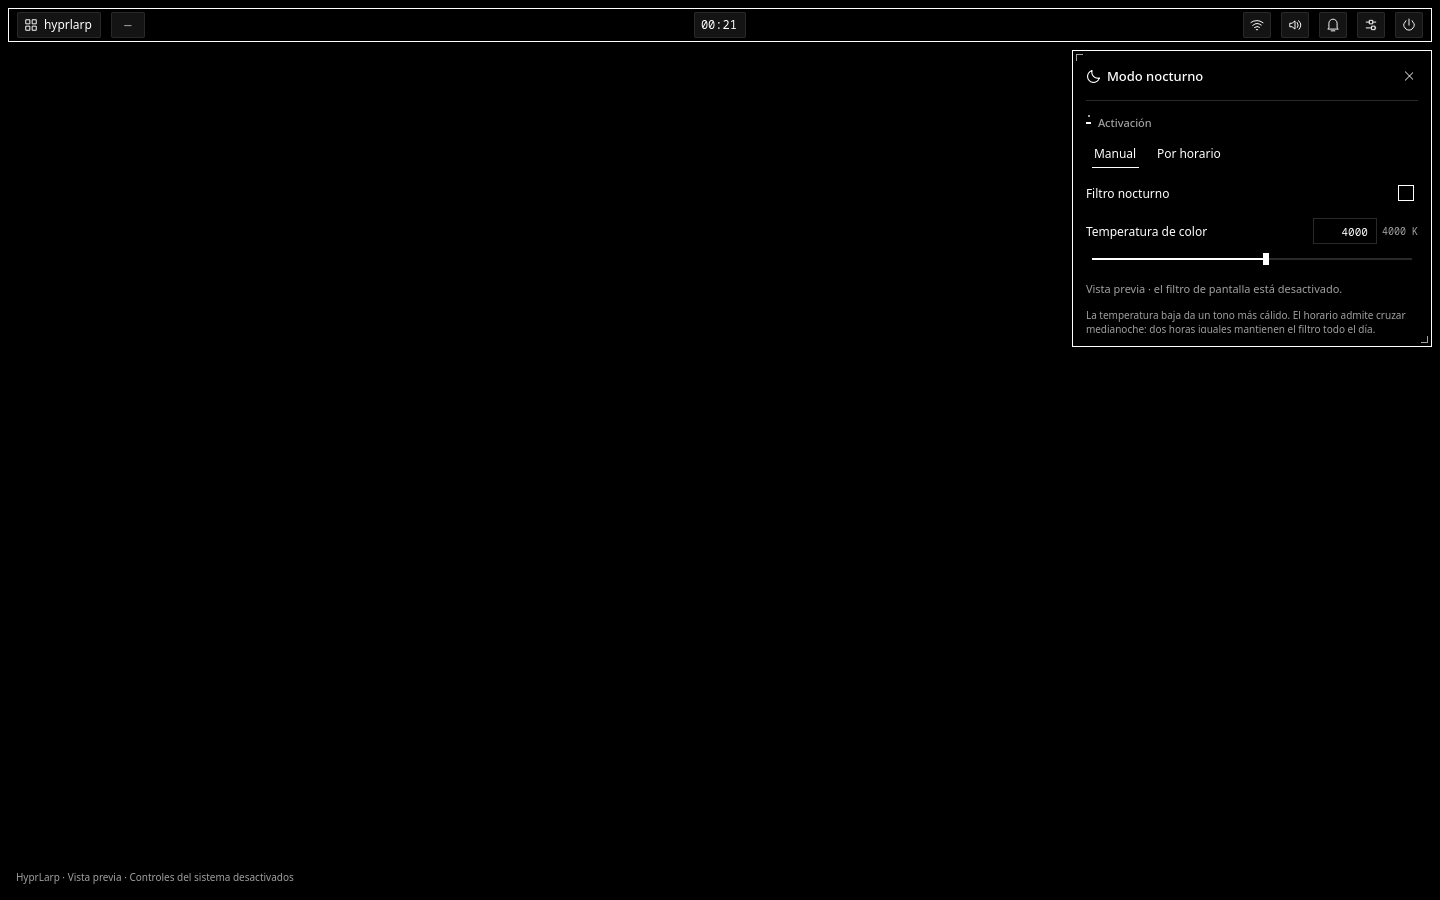 hyprlarp
—
00:21
Modo nocturno
Activación
Manual Por horario
Filtro nocturno
Temperatura de color 4000 4000 K
Vista previa · el filtro de pantalla está desactivado.
La temperatura baja da un tono más cálido. El horario admite cruzar
medianoche: dos horas iguales mantienen el filtro todo el día.
HyprLarp · Vista previa · Controles del sistema desactivados